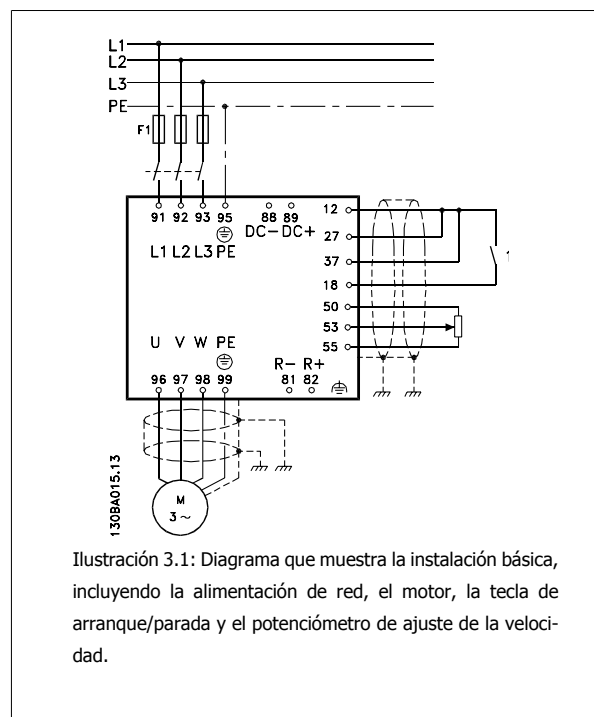 L1
L2
L3
PE
F1
91 92 93 95 88 89 12
DC- DC+
L1 L2 L3 PE
27
37
18
50
53
55
U V W PE
R- R+
96 97 98 99 81 82
M
3 ~
130BA015.13
Ilustración 3.1: Diagrama que muestra la instalación básica,
incluyendo la alimentación de red, el motor, la tecla de
arranque/parada y el potenciómetro de ajuste de la veloci-
dad.